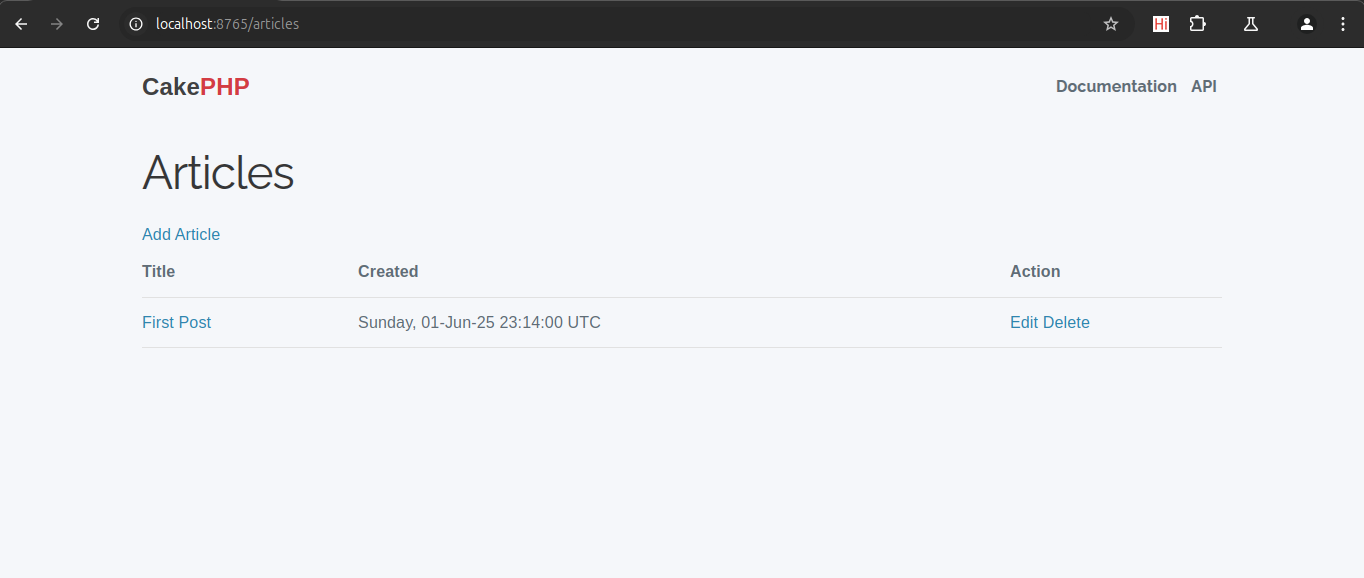 localhost:8765/articles
Hi
CakePHP
Documentation API
Articles
Add Article
Title Created Action
First Post Sunday, 01-Jun-25 23:14:00 UTC Edit Delete